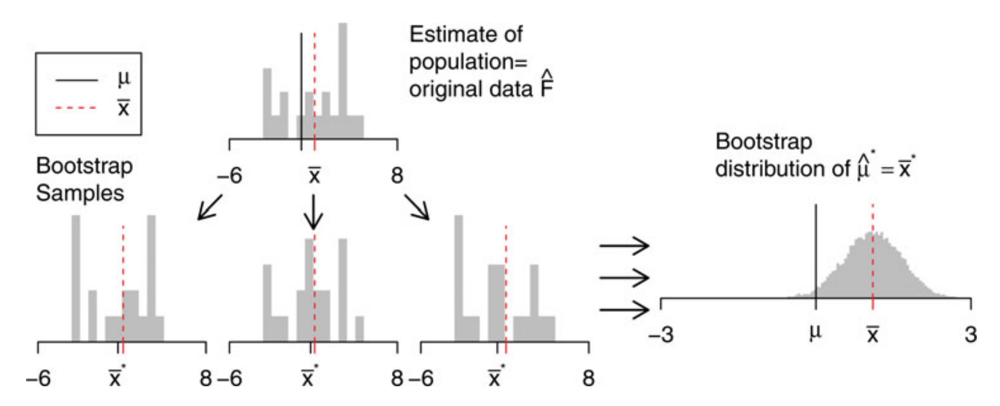 μ
x̄
Estimate of
population=
original data F̂
−6 x̄ 8
Bootstrap
Samples
−6 x̄* 8
−6 x̄* 8
−6 x̄* 8
Bootstrap
distribution of μ̂* = x̄*
−3 μ x̄ 3